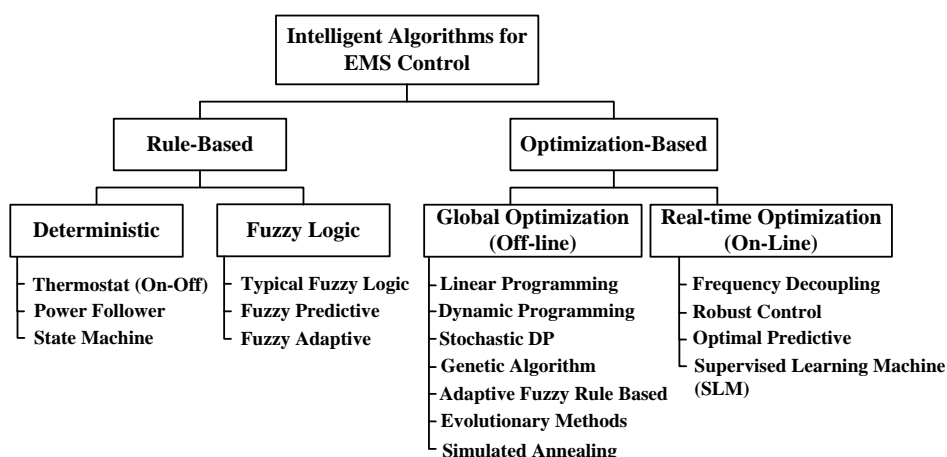 Intelligent Algorithms for
EMS Control
Rule-Based
Optimization-Based
Deterministic
Fuzzy Logic
Global Optimization
(Off-line)
Real-time Optimization
(On-Line)
Thermostat (On-Off)
Power Follower
State Machine
Typical Fuzzy Logic
Fuzzy Predictive
Fuzzy Adaptive
Linear Programming
Dynamic Programming
Stochastic DP
Genetic Algorithm
Adaptive Fuzzy Rule Based
Evolutionary Methods
Simulated Annealing
Frequency Decoupling
Robust Control
Optimal Predictive
Supervised Learning Machine
(SLM)